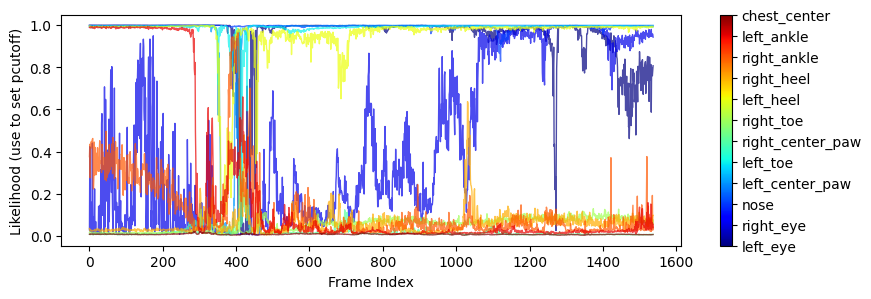 Likelihood (use to set pcutoff)
1.0
0.8
0.6
0.4
0.2
0.0
0 200 400 600 800 1000 1200 1400 1600
Frame Index
chest_center
left_ankle
right_ankle
right_heel
left_heel
right_toe
right_center_paw
left_toe
left_center_paw
nose
right_eye
left_eye